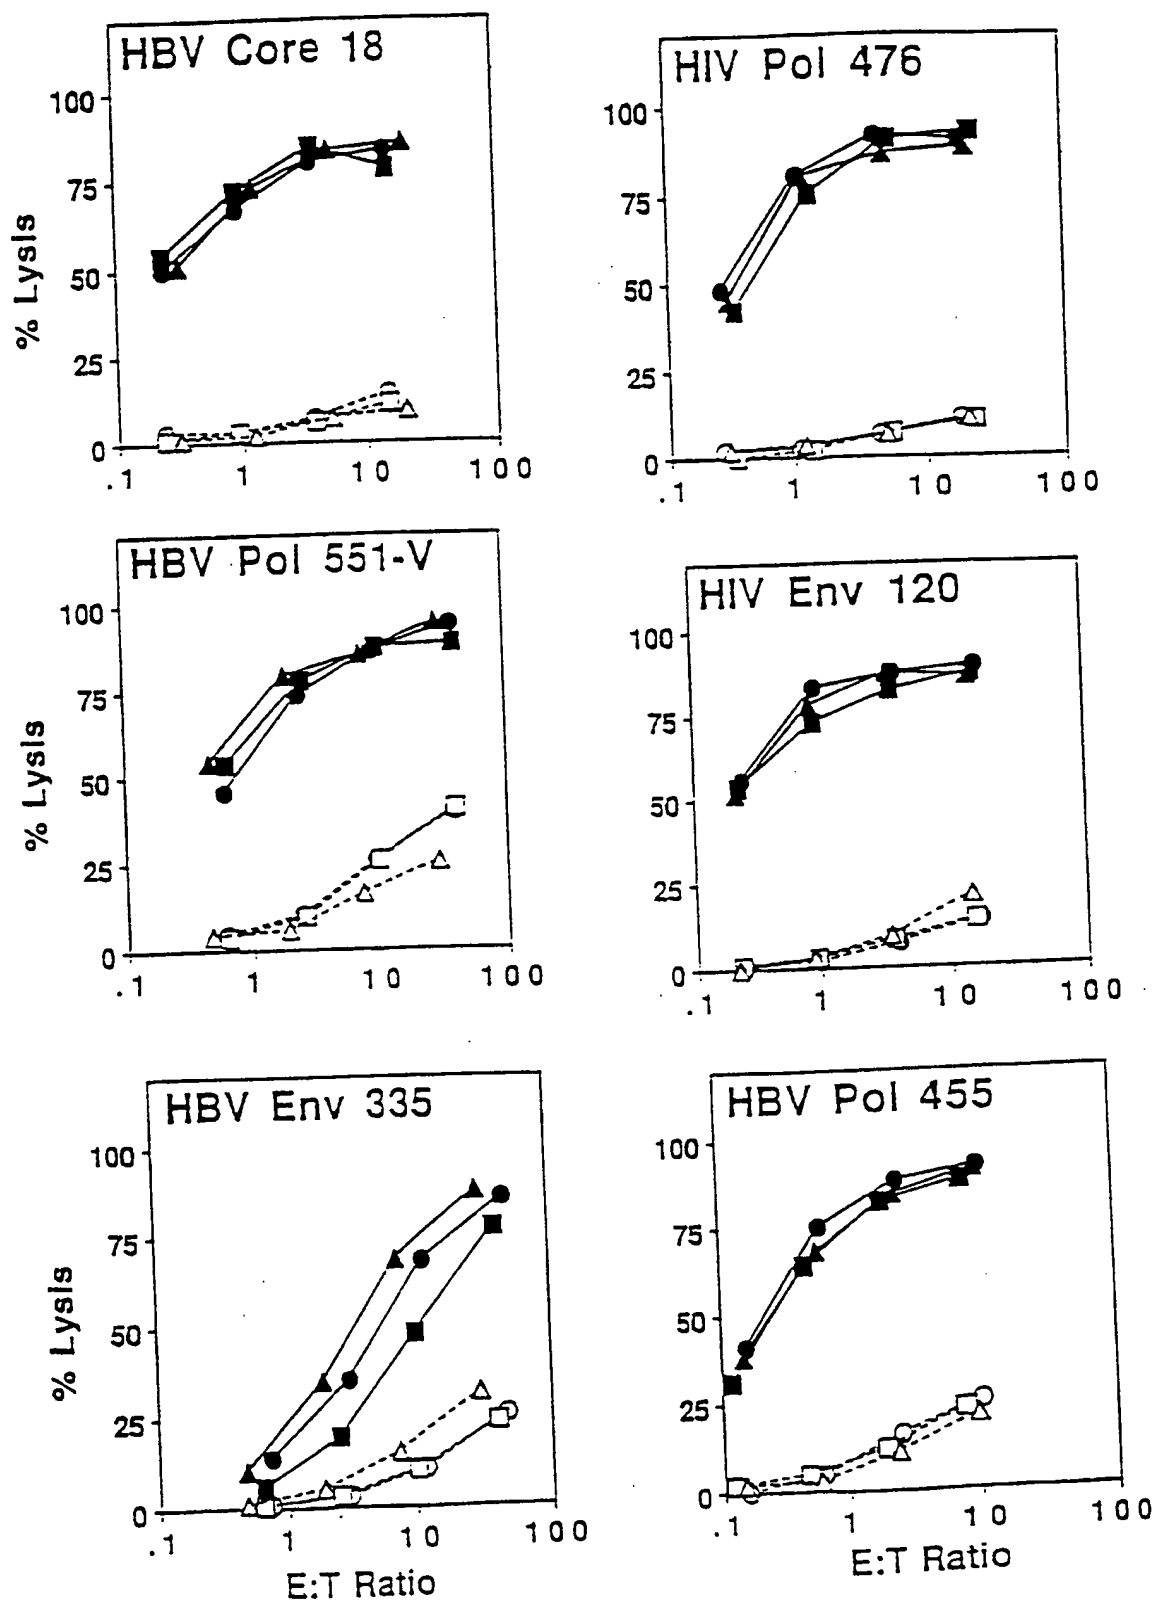 HBV Core 18
100
75
50
25
0
.1 1 10 100
% Lysis
HIV Pol 476
100
75
50
25
0
.1 1 10 100
HBV Pol 551-V
100
75
50
25
0
.1 1 10 100
% Lysis
HIV Env 120
100
75
50
25
0
.1 1 10 100
HBV Env 335
100
75
50
25
0
.1 1 10 100
% Lysis
E:T Ratio
HBV Pol 455
100
75
50
25
0
.1 1 10 100
E:T Ratio